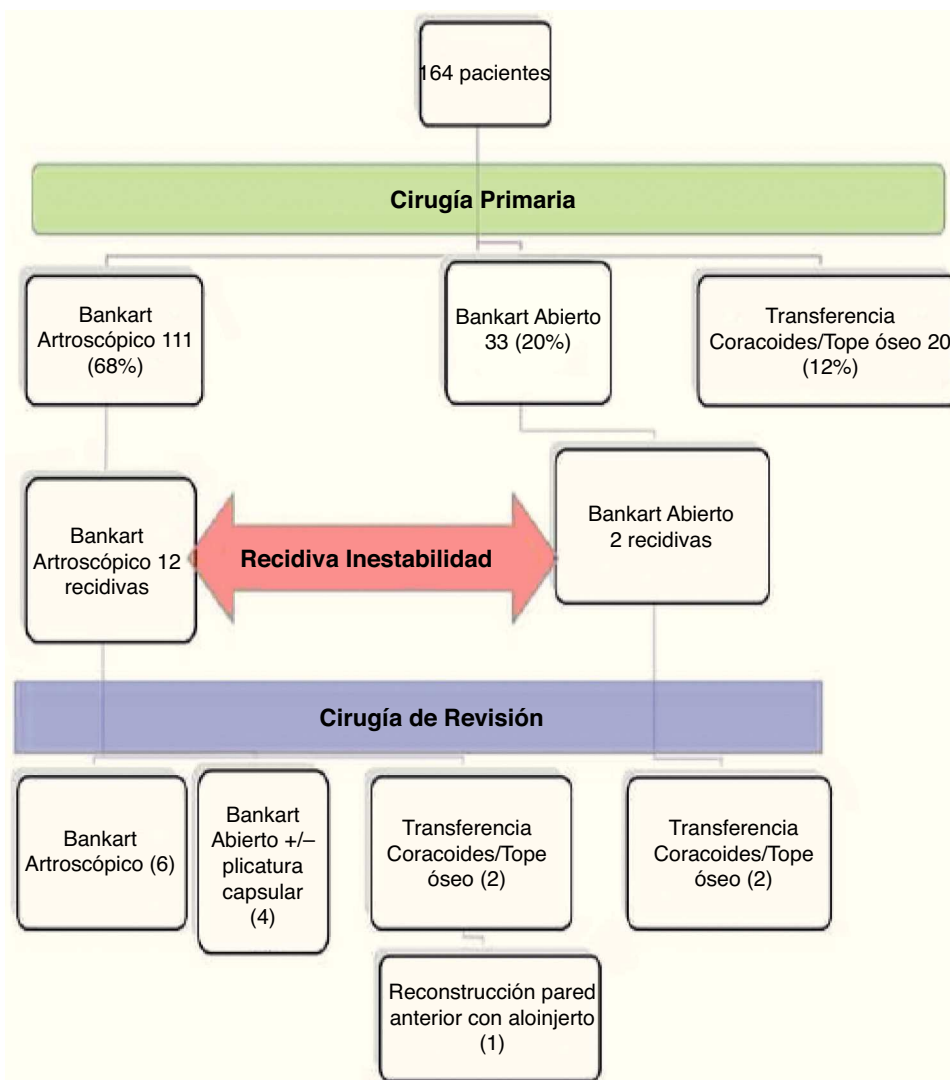 164 pacientes
Cirugía Primaria
Bankart
Artroscópico 111
(68%)
Bankart Abierto
33 (20%)
Transferencia
Coracoides/Tope óseo 20
(12%)
Bankart
Artroscópico 12
recidivas
Recidiva Inestabilidad
Bankart Abierto
2 recidivas
Cirugía de Revisión
Bankart
Artroscópico (6)
Bankart
Abierto +/–
plicatura
capsular
(4)
Transferencia
Coracoides/Tope
óseo (2)
Transferencia
Coracoides/Tope
óseo (2)
Reconstrucción pared
anterior con aloinjerto
(1)